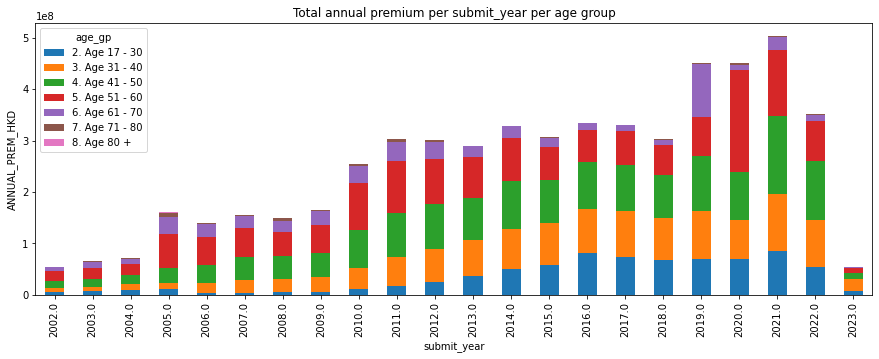 Total annual premium per submit_year per age group
1e8
age_gp
2. Age 17 - 30
3. Age 31 - 40
4. Age 41 - 50
5. Age 51 - 60
6. Age 61 - 70
7. Age 71 - 80
8. Age 80 +
ANNUAL_PREM_HKD
5
4
3
2
1
0
2002.0
2003.0
2004.0
2005.0
2006.0
2007.0
2008.0
2009.0
2010.0
2011.0
2012.0
2013.0
2014.0
2015.0
2016.0
2017.0
2018.0
2019.0
2020.0
2021.0
2022.0
2023.0
submit_year